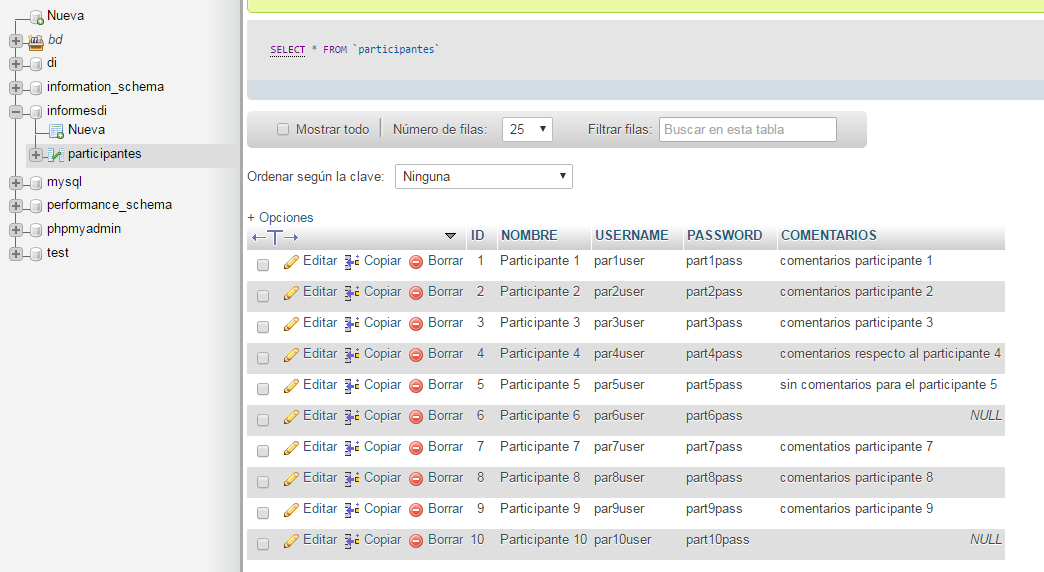 Nueva
bd
di
information_schema
informesdi
Nueva
participantes
mysql
performance_schema
phpmyadmin
test
SELECT * FROM `participantes`
Mostrar todo Número de filas: 25 Filtrar filas: Buscar en esta tabla
Ordenar según la clave: Ninguna
+ Opciones
←T→ ID NOMBRE USERNAME PASSWORD COMENTARIOS
Editar Copiar Borrar 1 Participante 1 par1user part1pass comentarios participante 1
Editar Copiar Borrar 2 Participante 2 par2user part2pass comentarios participante 2
Editar Copiar Borrar 3 Participante 3 par3user part3pass comentarios participante 3
Editar Copiar Borrar 4 Participante 4 par4user part4pass comentarios respecto al participante 4
Editar Copiar Borrar 5 Participante 5 par5user part5pass sin comentarios para el participante 5
Editar Copiar Borrar 6 Participante 6 par6user part6pass NULL
Editar Copiar Borrar 7 Participante 7 par7user part7pass comentatios participante 7
Editar Copiar Borrar 8 Participante 8 par8user part8pass comentarios participante 8
Editar Copiar Borrar 9 Participante 9 par9user part9pass comentarios participante 9
Editar Copiar Borrar 10 Participante 10 par10user part10pass NULL